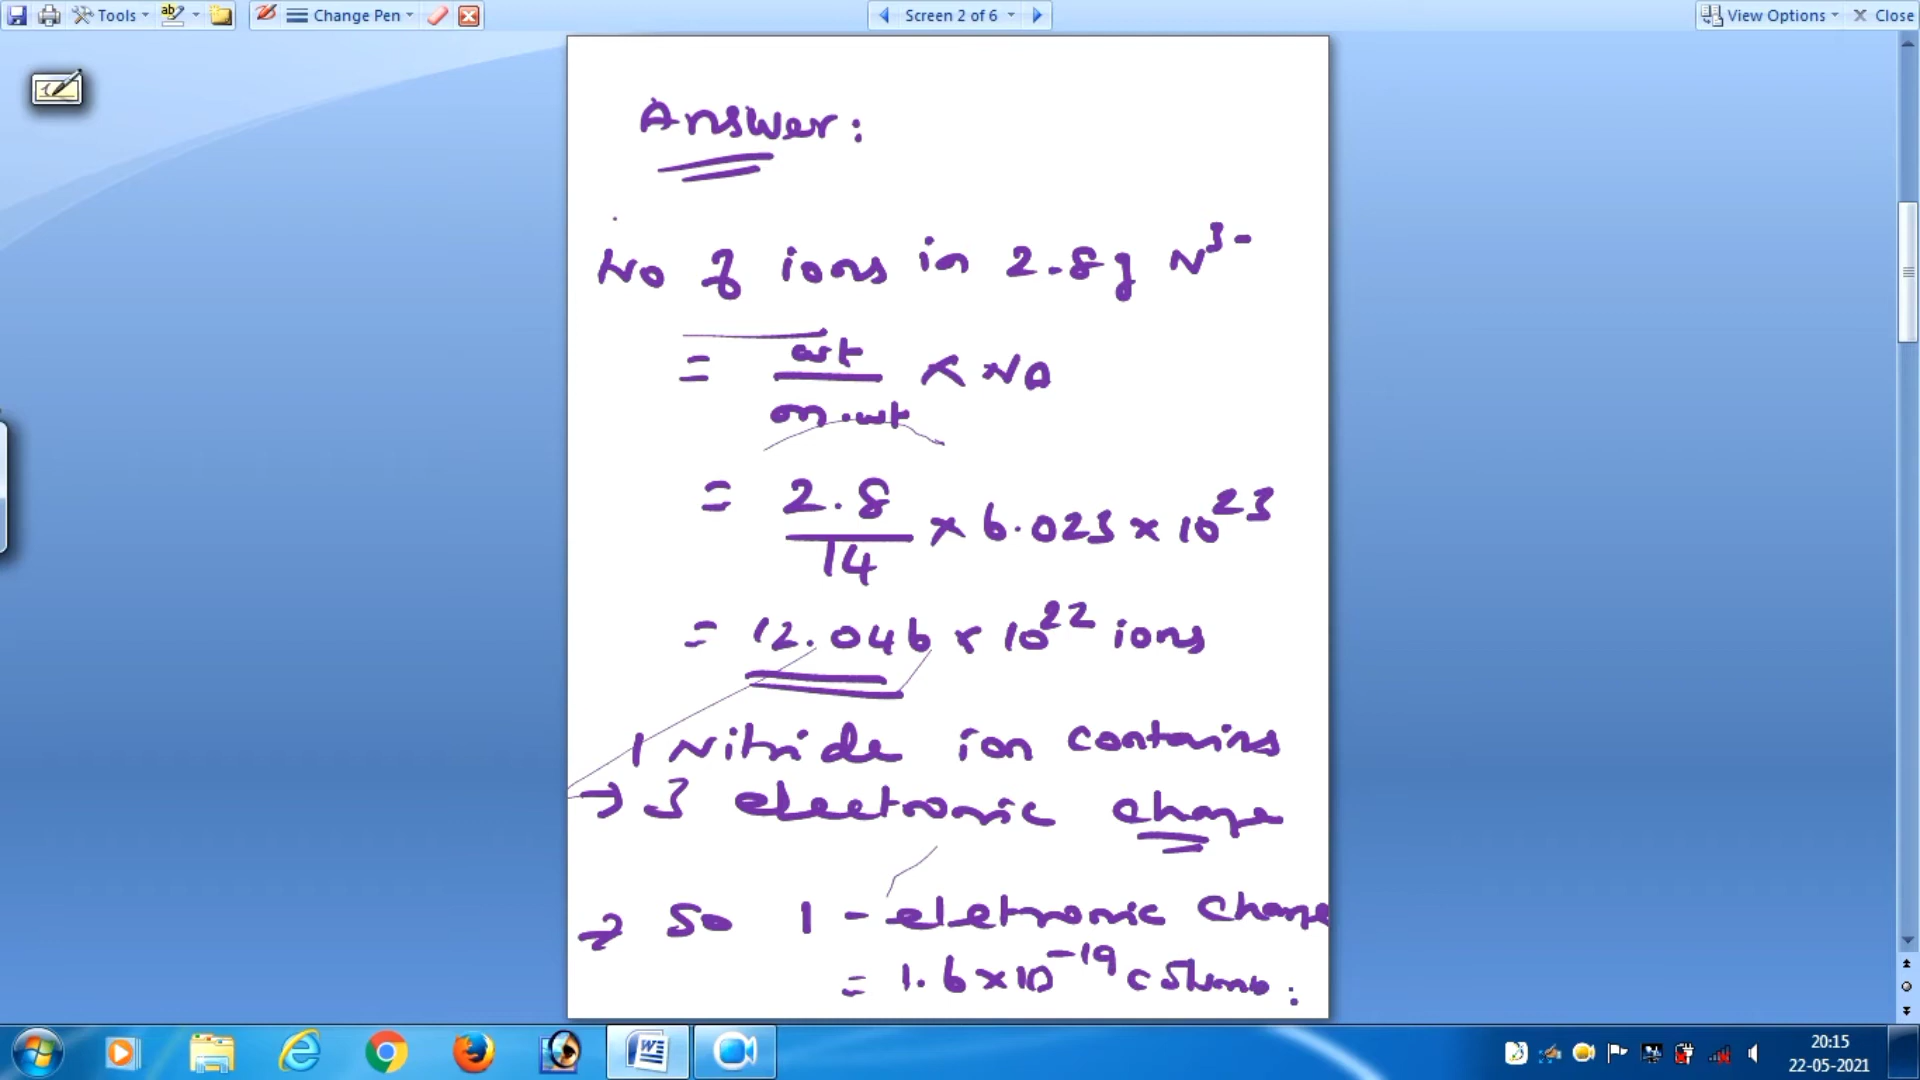 Tools
Change Pen
Screen 2 of 6
View Options
Close
Answer:
No of ions in 2.8g N³⁻
= wt / m.wt × NA
= 2.8 / 14 × 6.023 × 10²³
= 12.046 × 10²² ions
1 Nitride ion contains
→ 3 electronic charge
→ So 1 - eletronic charge
= 1.6×10⁻¹⁹ coulomb.
20:15
22-05-2021